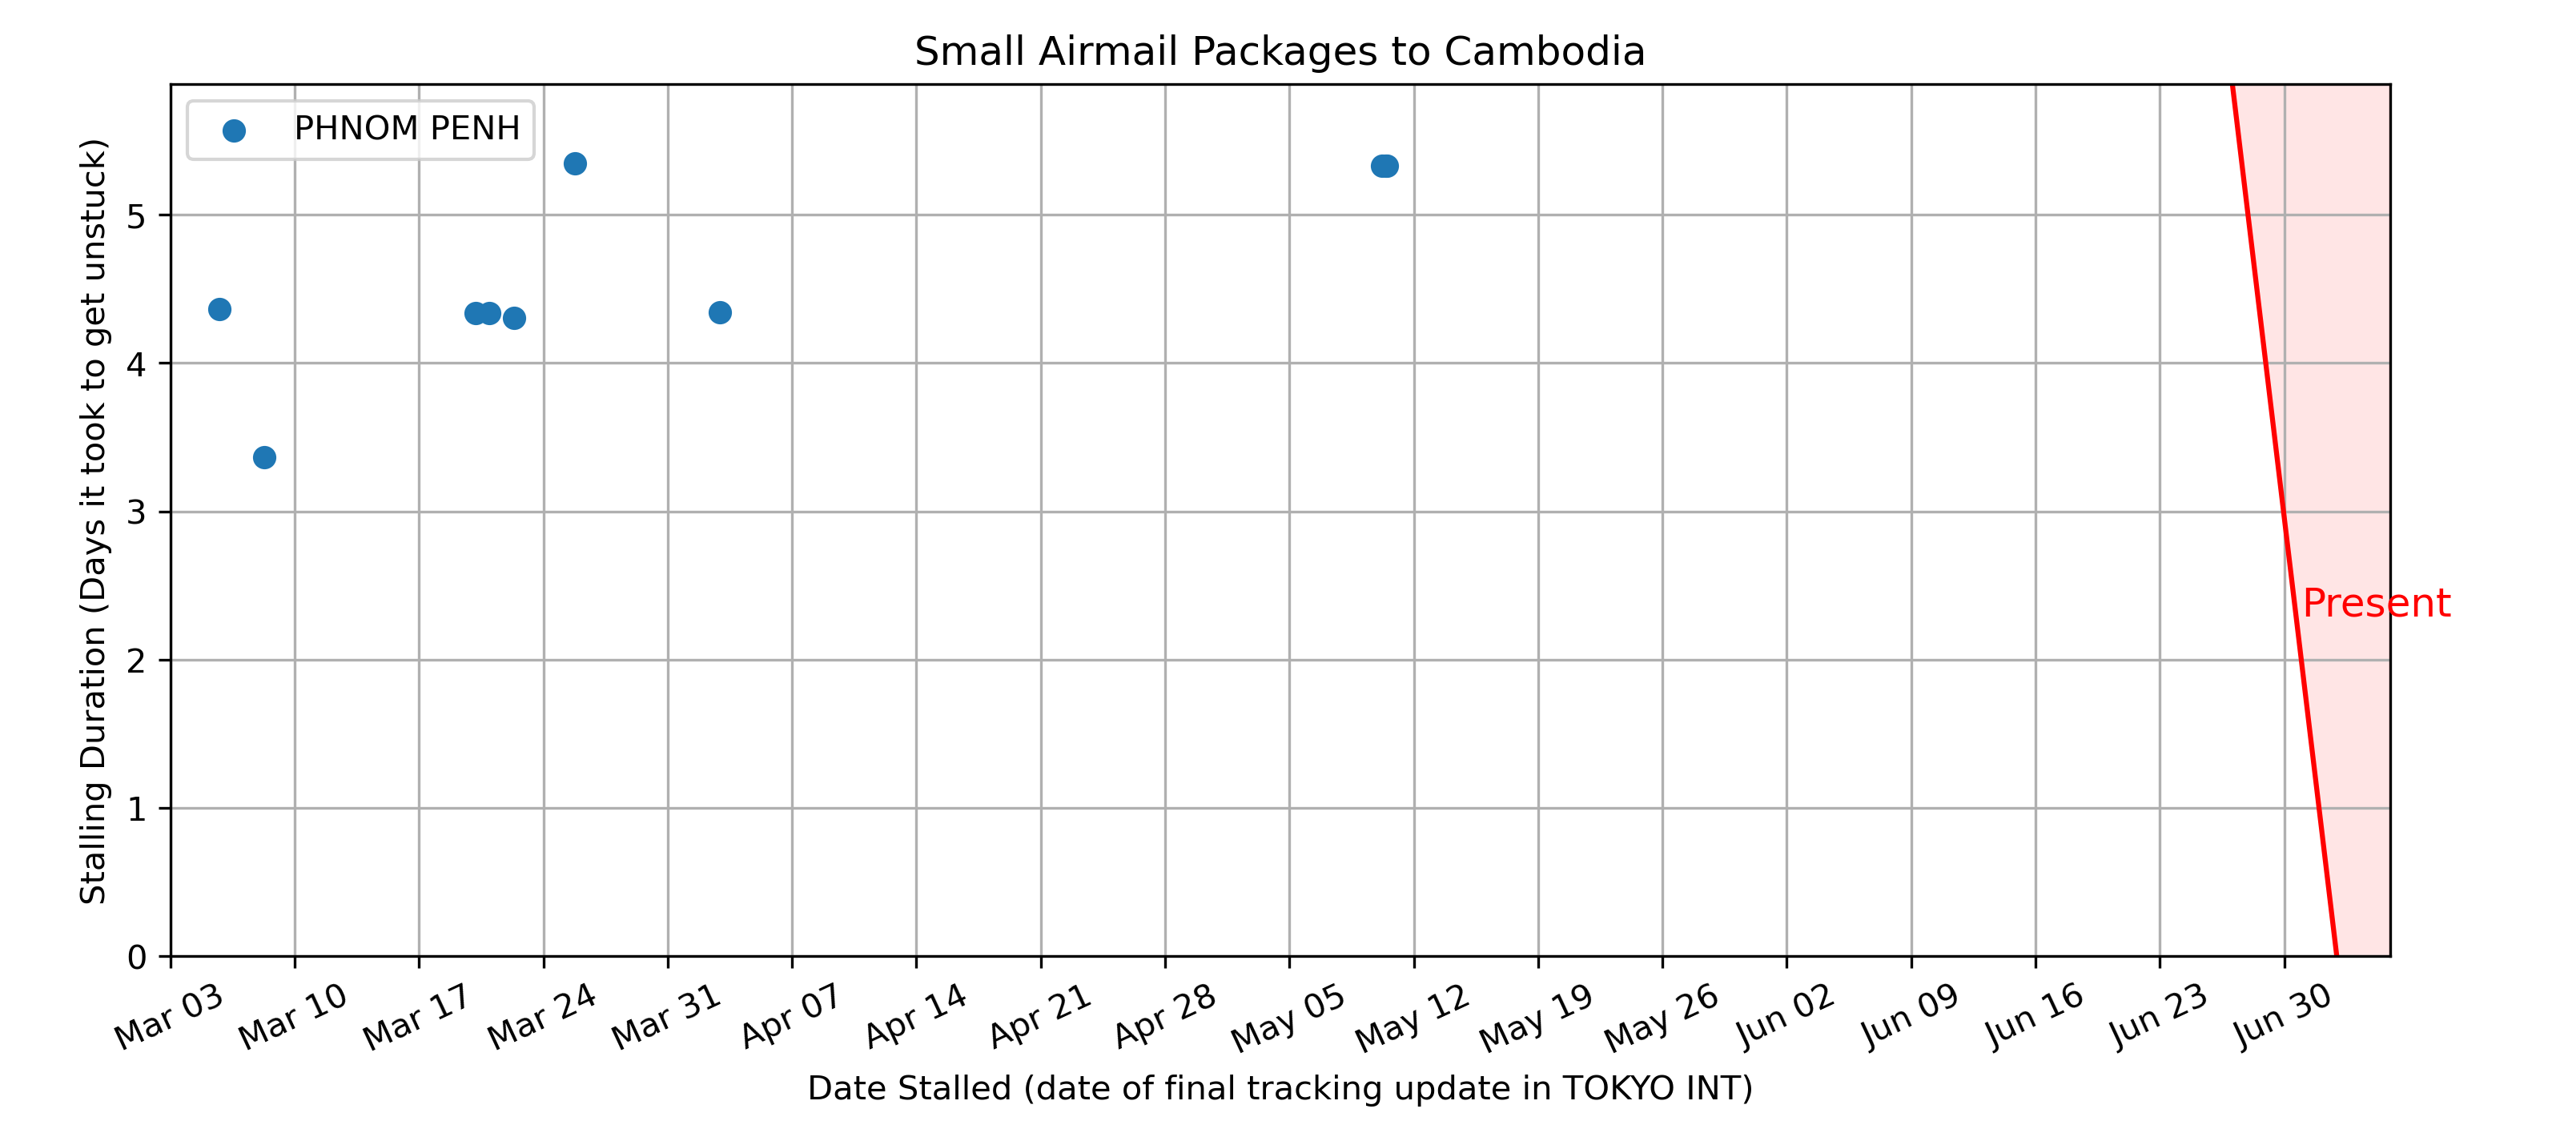 Small Airmail Packages to Cambodia
PHNOM PENH
Stalling Duration (Days it took to get unstuck)
5
4
3
2
1
0
Present
Mar 03
Mar 10
Mar 17
Mar 24
Mar 31
Apr 07
Apr 14
Apr 21
Apr 28
May 05
May 12
May 19
May 26
Jun 02
Jun 09
Jun 16
Jun 23
Jun 30
Date Stalled (date of final tracking update in TOKYO INT)